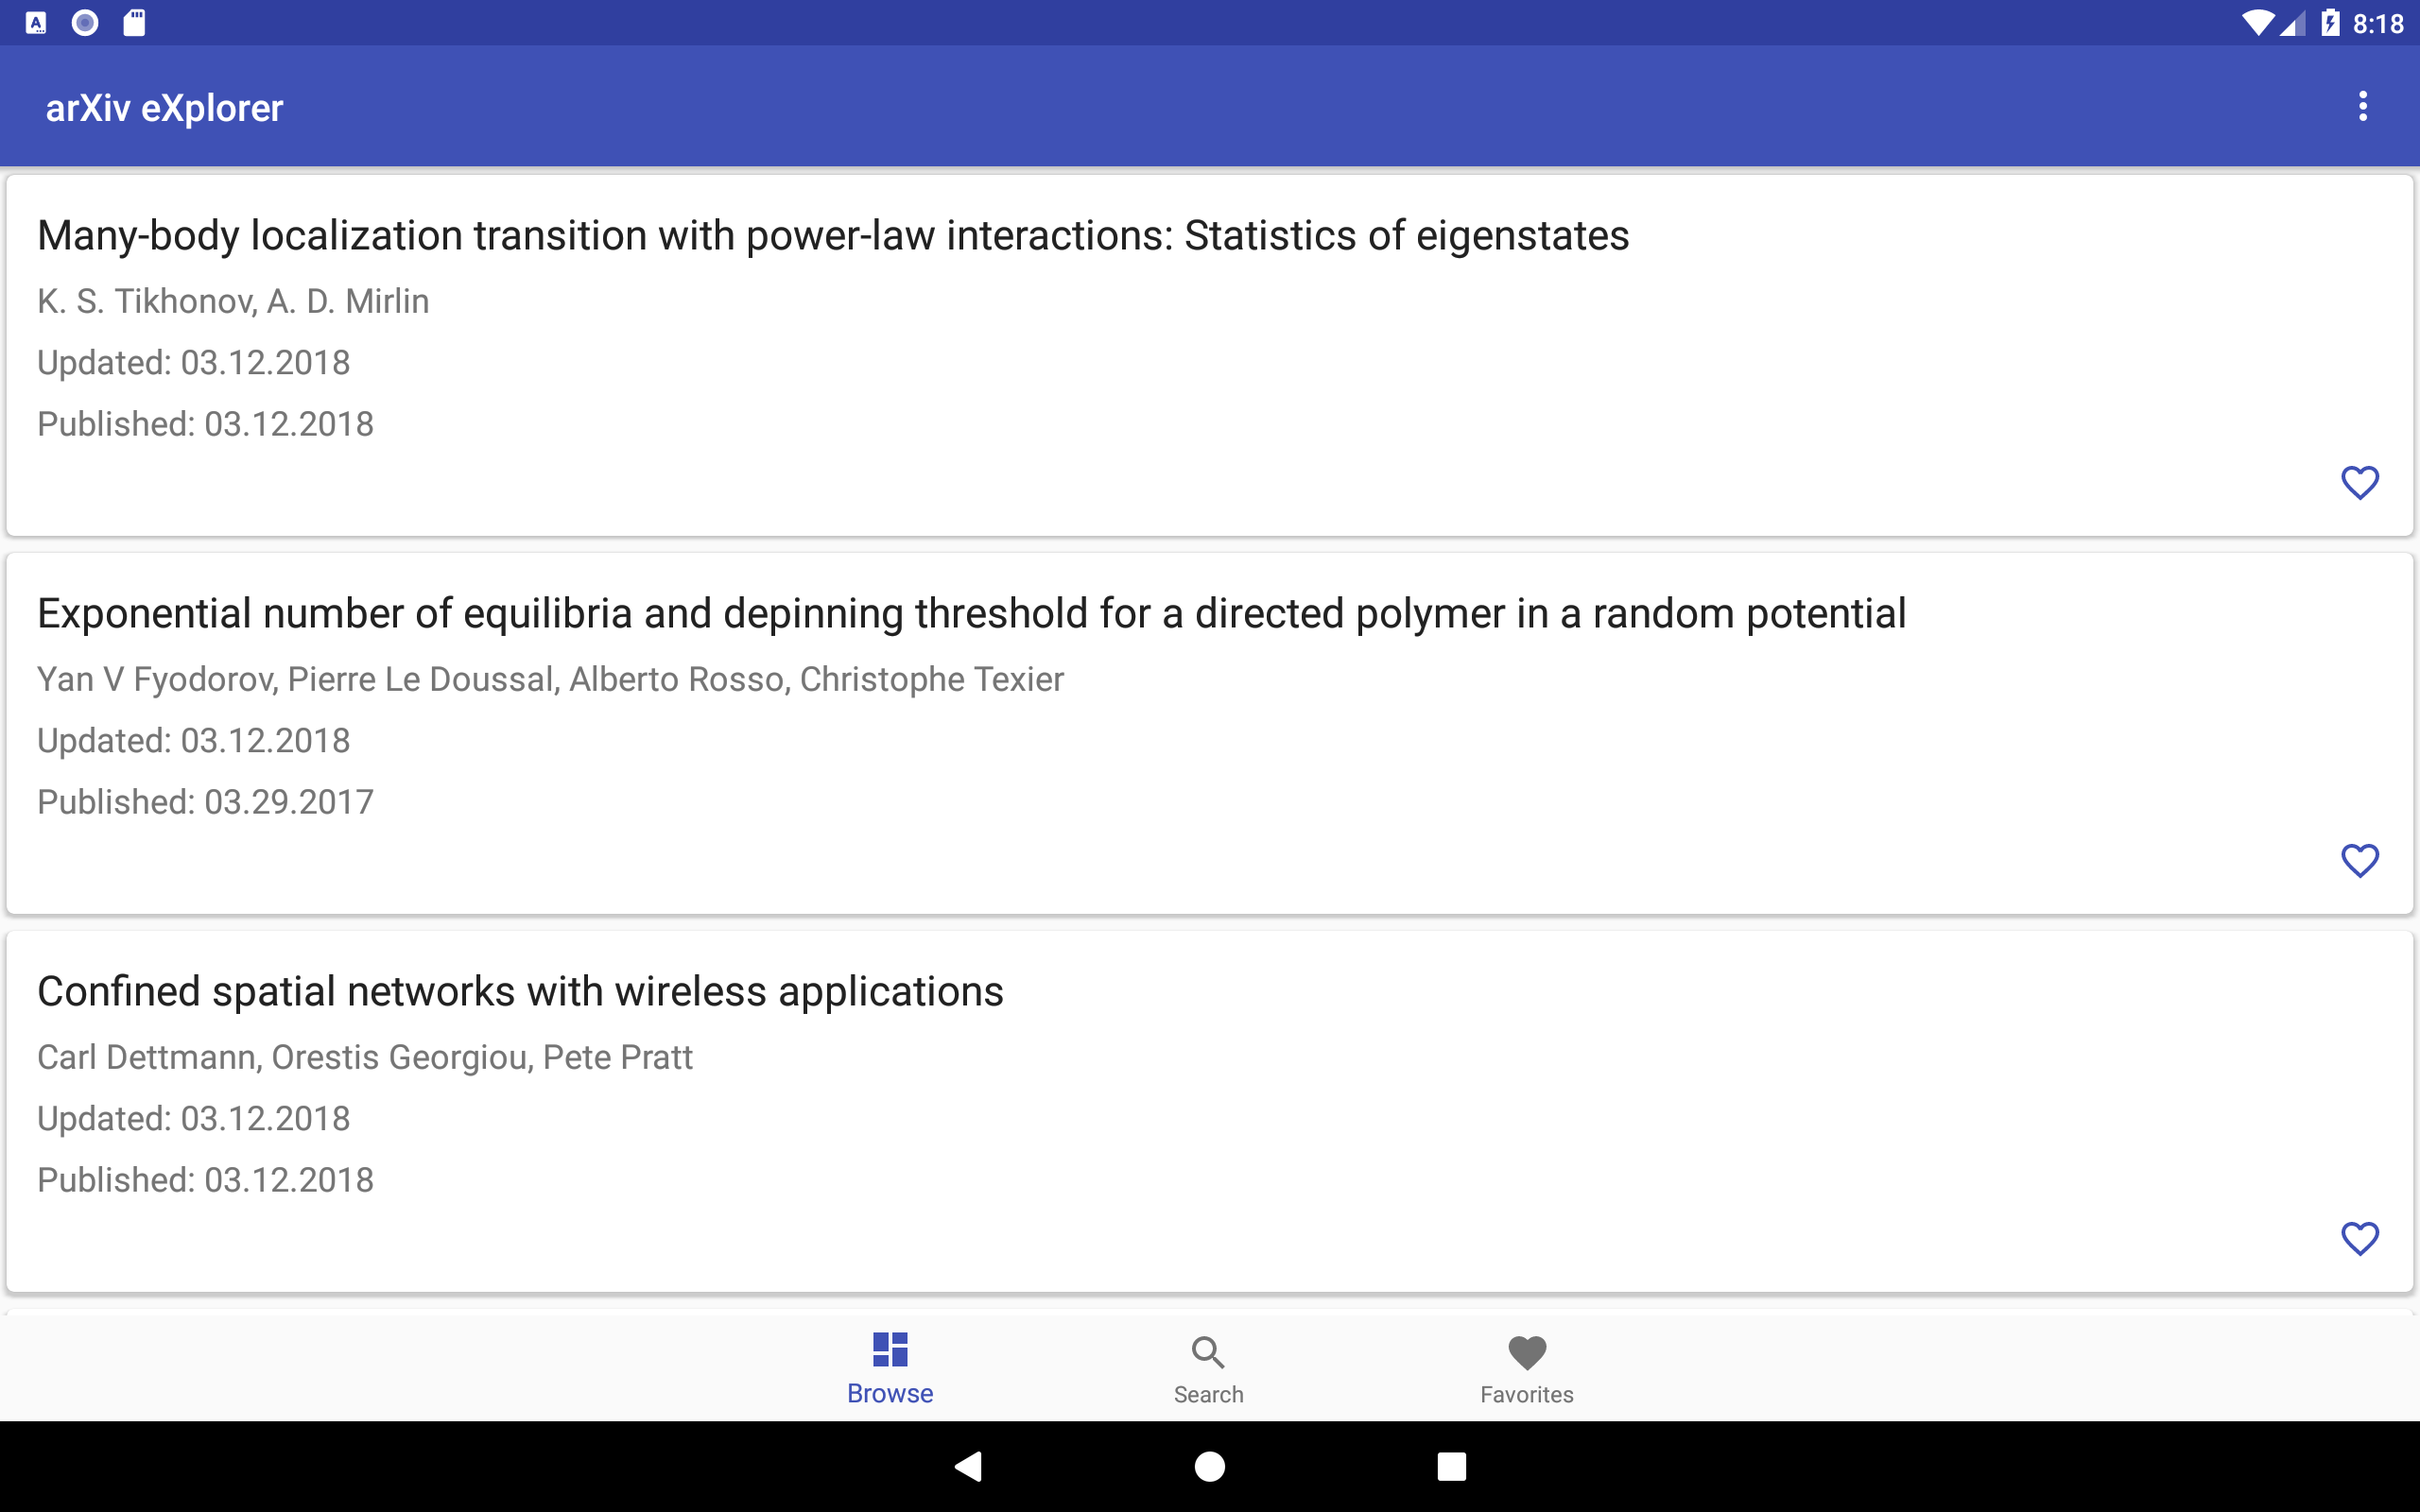 8:18
arXiv eXplorer
Many-body localization transition with power-law interactions: Statistics of eigenstates
K. S. Tikhonov, A. D. Mirlin
Updated: 03.12.2018
Published: 03.12.2018
Exponential number of equilibria and depinning threshold for a directed polymer in a random potential
Yan V Fyodorov, Pierre Le Doussal, Alberto Rosso, Christophe Texier
Updated: 03.12.2018
Published: 03.29.2017
Confined spatial networks with wireless applications
Carl Dettmann, Orestis Georgiou, Pete Pratt
Updated: 03.12.2018
Published: 03.12.2018
Browse
Search
Favorites